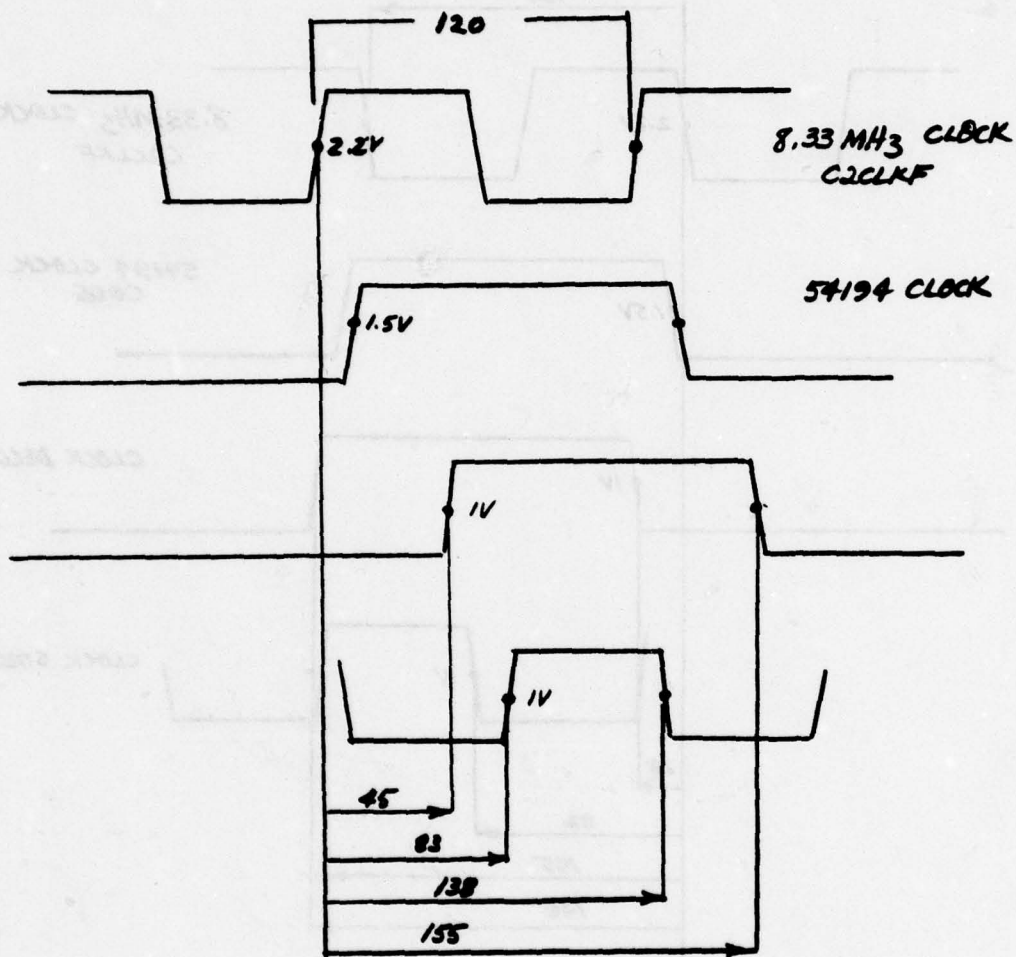 120
2.2V
8.33 MHz CLOCK
C2CLKF
54194 CLOCK
1.5V
1V
1V
45
83
138
155